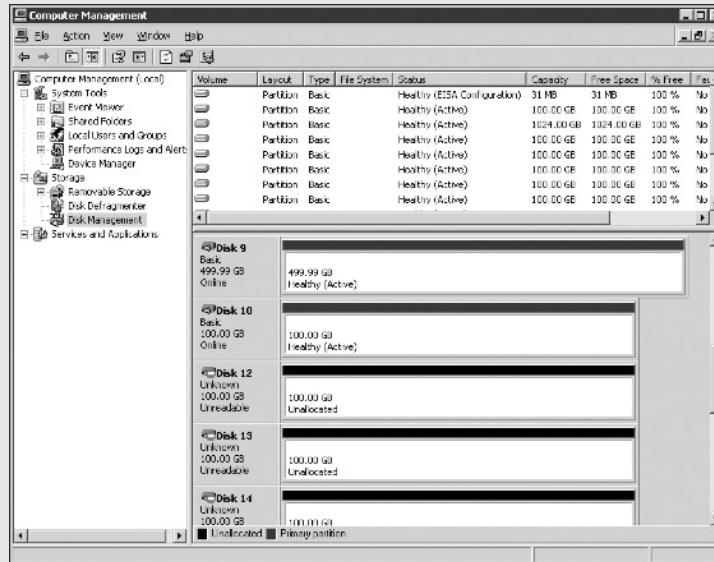 Computer Management
File Action View Window Help
Computer Management (Local)
System Tools
Event Viewer
Shared Folders
Local Users and Groups
Performance Logs and Alert
Device Manager
Storage
Removable Storage
Disk Defragmenter
Disk Management
Services and Applications
Volume Layout Type File System Status Capacity Free Space % Free Fau
Partition Basic Healthy (EISA Configuration) 31 MB 31 MB 100 % No
Partition Basic Healthy (Active) 100.00 GB 100.00 GB 100 % No
Partition Basic Healthy (Active) 1024.00 GB 1024.00 GB 100 % No
Partition Basic Healthy (Active) 100.00 GB 100.00 GB 100 % No
Partition Basic Healthy (Active) 100.00 GB 100.00 GB 100 % No
Partition Basic Healthy (Active) 100.00 GB 100.00 GB 100 % No
Partition Basic Healthy (Active) 100.00 GB 100.00 GB 100 % No
Partition Basic Healthy (Active) 100.00 GB 100.00 GB 100 % No
Disk 9
Basic
499.99 GB
Online
499.99 GB
Healthy (Active)
Disk 10
Basic
100.00 GB
Online
100.00 GB
Healthy (Active)
Disk 12
Unknown
100.00 GB
Unreadable
100.00 GB
Unallocated
Disk 13
Unknown
100.00 GB
Unreadable
100.00 GB
Unallocated
Disk 14
Unknown
100.00 GB
100.00 GB
Unallocated Primary partition